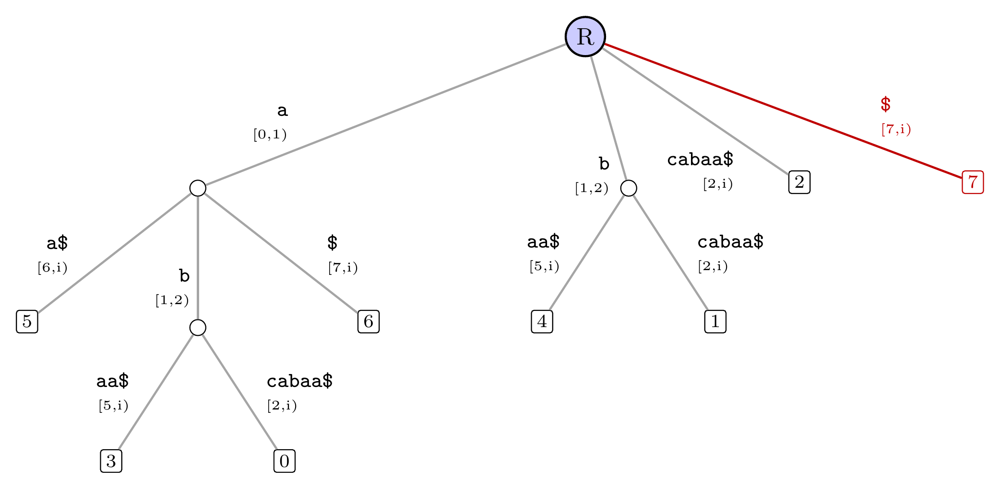 R
a
[0,1)
$
[7,i)
b
[1,2)
cabaa$
[2,i)
2
7
a$
[6,i)
b
[1,2)
$
[7,i)
aa$
[5,i)
cabaa$
[2,i)
5
6
4
1
aa$
[5,i)
cabaa$
[2,i)
3
0